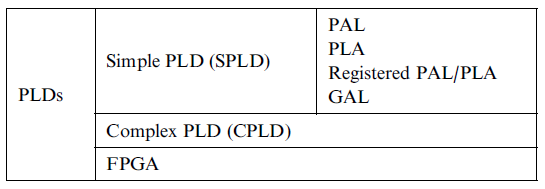 PLDs
Simple PLD (SPLD)
PAL
PLA
Registered PAL/PLA
GAL
Complex PLD (CPLD)
FPGA